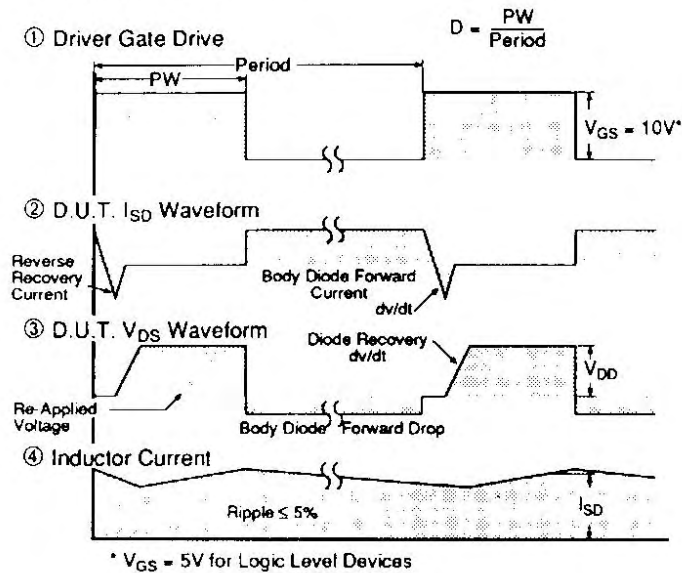 ① Driver Gate Drive
D = PW
Period
Period
PW
V_GS = 10V*
② D.U.T. I_SD Waveform
Reverse
Recovery
Current
Body Diode Forward
Current
dv/dt
③ D.U.T. V_DS Waveform
Diode Recovery
dv/dt
V_DD
Re-Applied
Voltage
Body Diode Forward Drop
④ Inductor Current
Ripple ≤ 5%
I_SD
* V_GS = 5V for Logic Level Devices